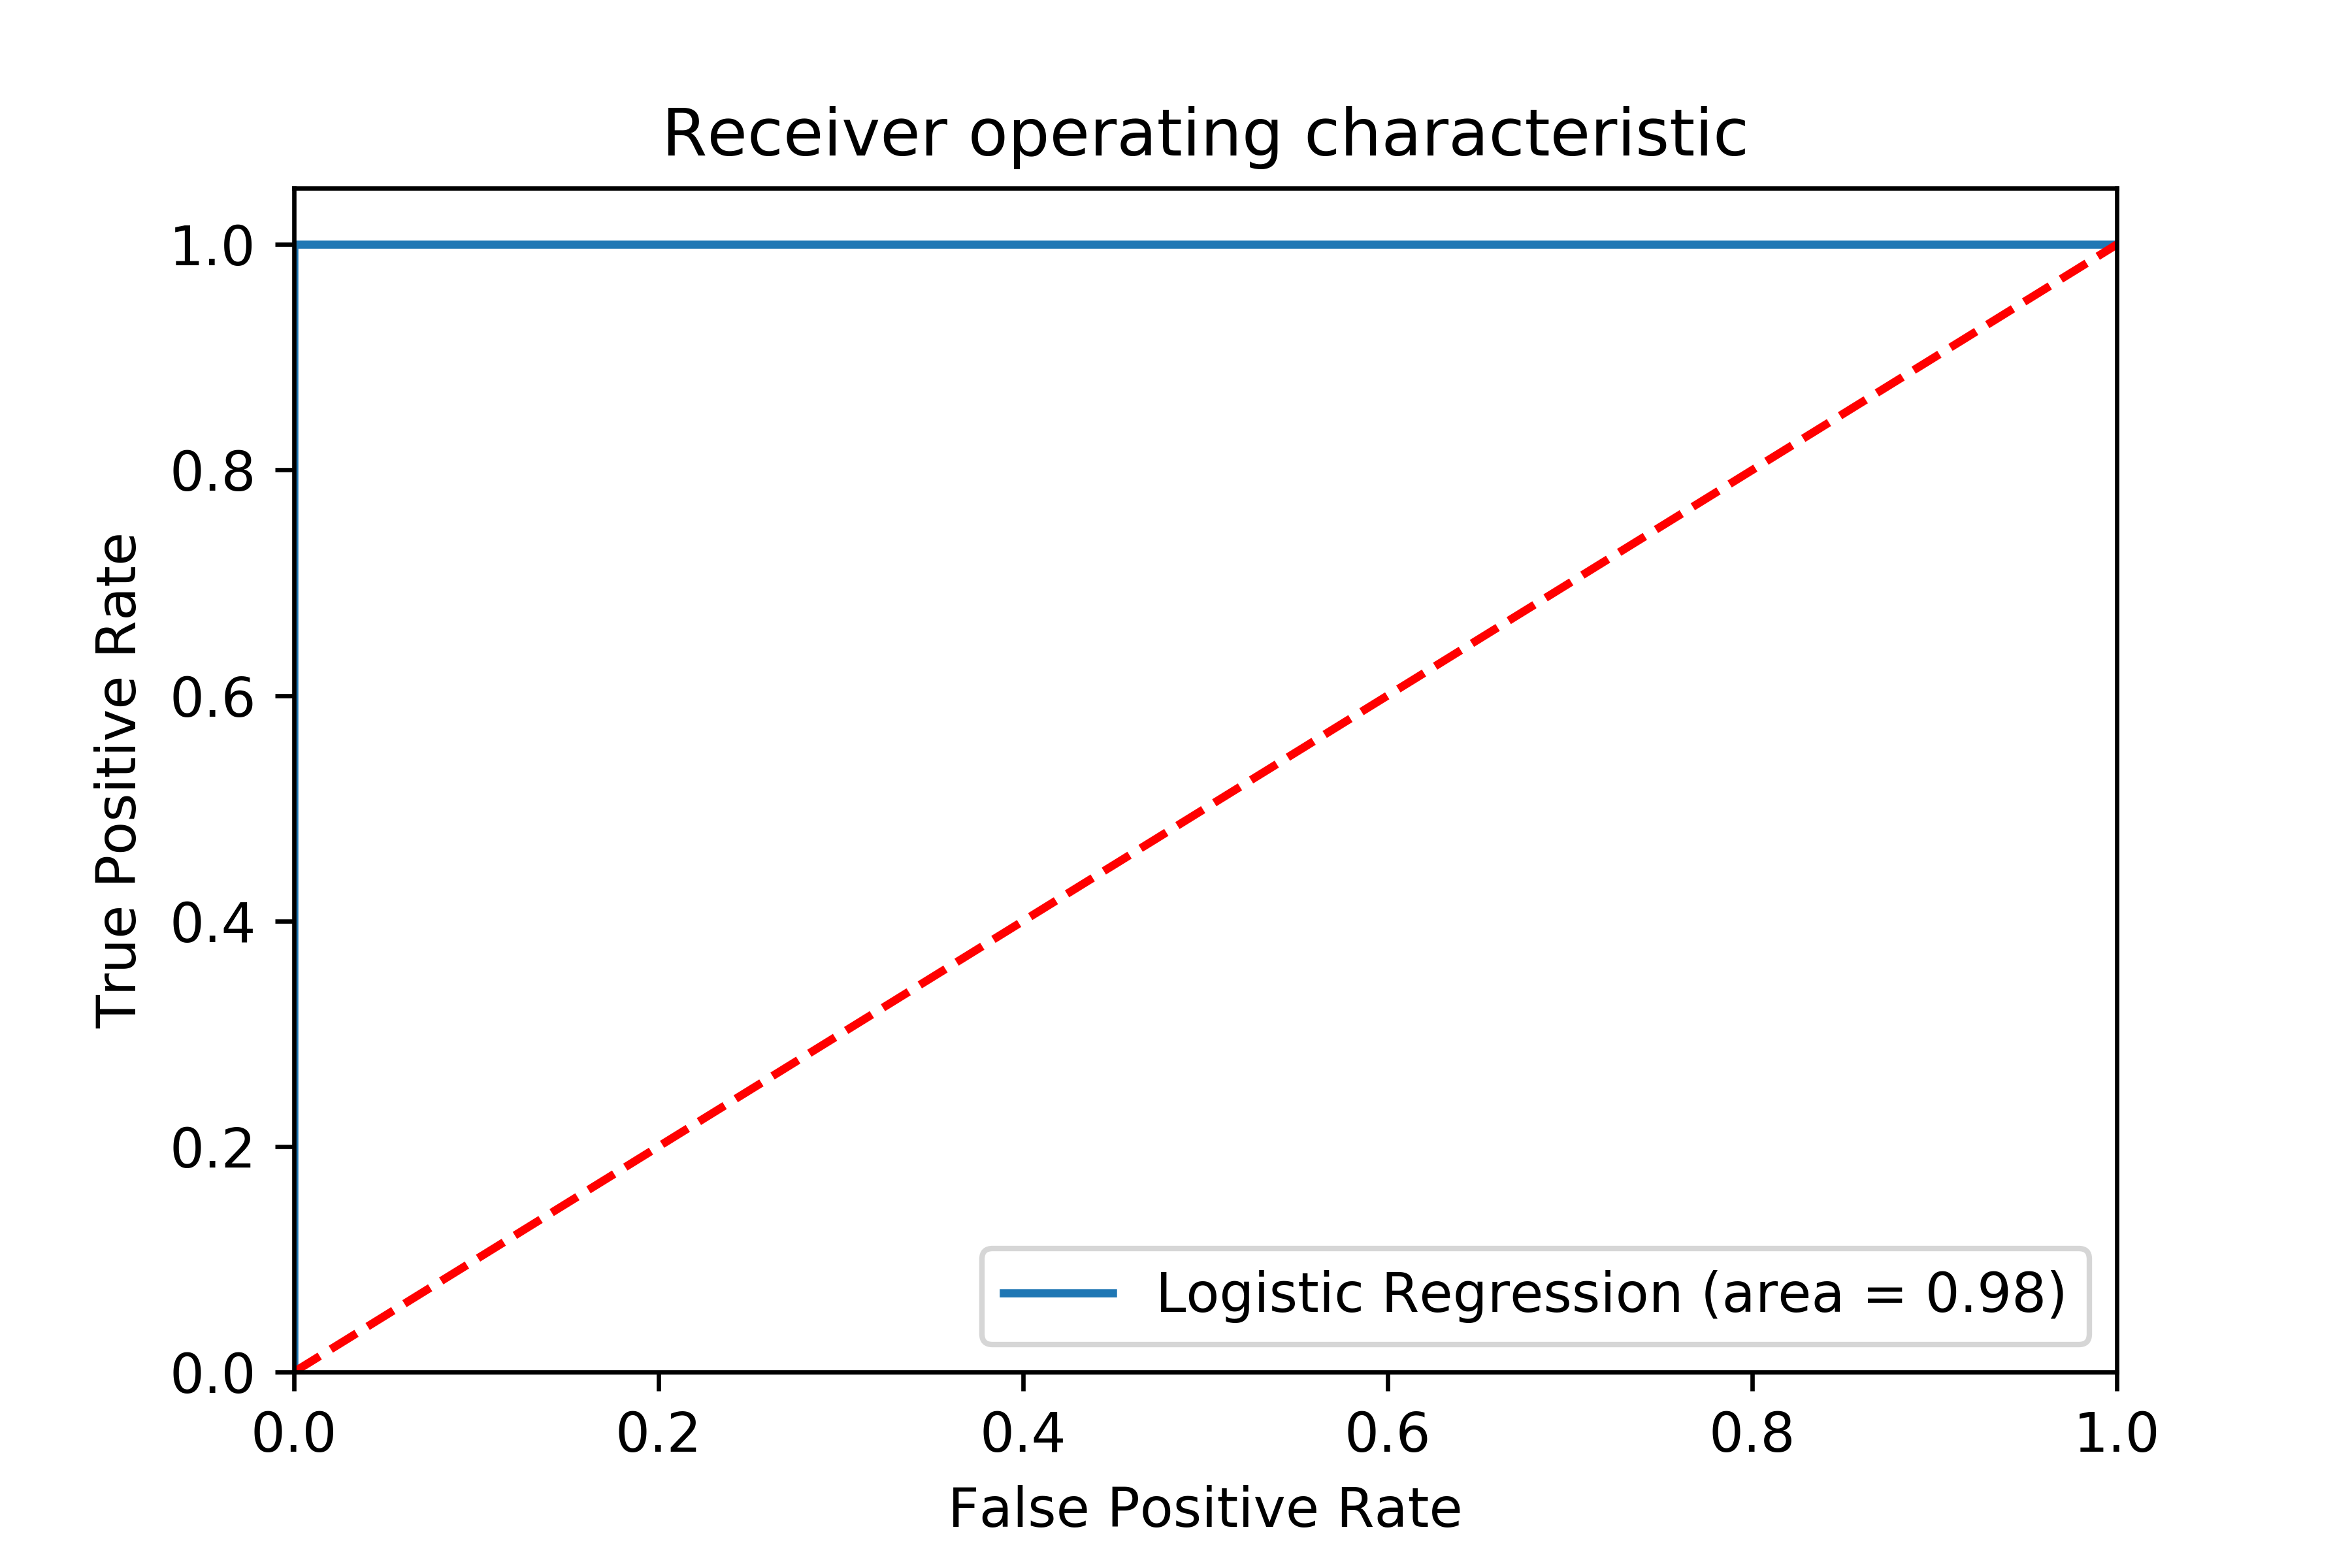 Receiver operating characteristic
1.0
0.8
0.6
0.4
0.2
0.0
True Positive Rate
Logistic Regression (area = 0.98)
0.0 0.2 0.4 0.6 0.8 1.0
False Positive Rate